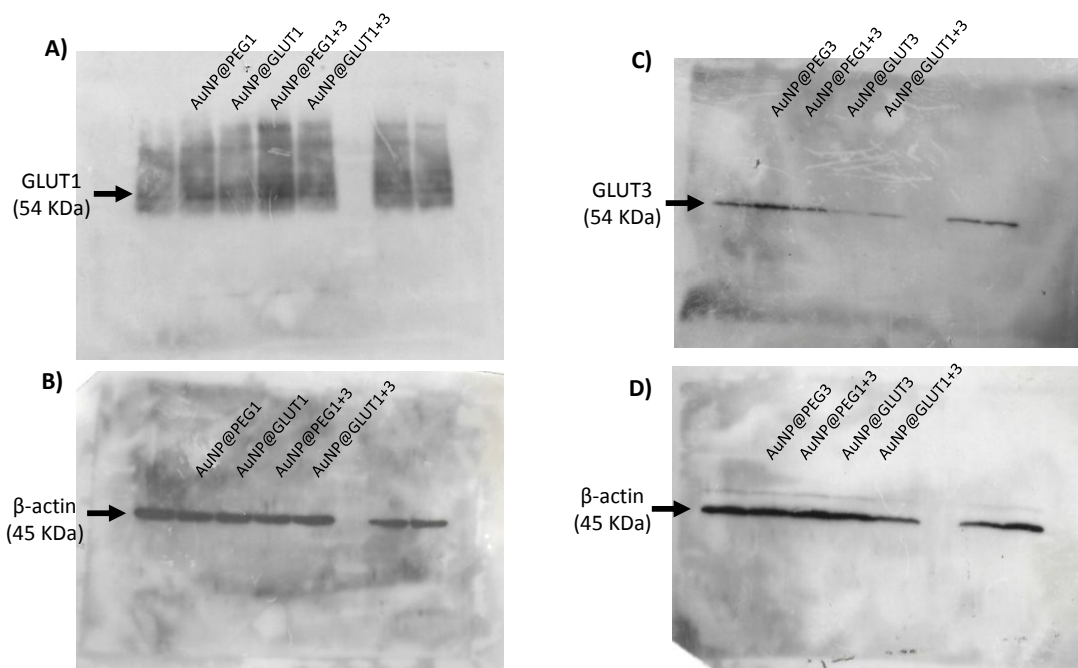 A)
AuNP@PEG1
AuNP@GLUT1
AuNP@PEG1+3
AuNP@GLUT1+3
GLUT1
(54 KDa)
B)
AuNP@PEG1
AuNP@GLUT1
AuNP@PEG1+3
AuNP@GLUT1+3
β-actin
(45 KDa)
C)
AuNP@PEG3
AuNP@PEG1+3
AuNP@GLUT3
AuNP@GLUT1+3
GLUT3
(54 KDa)
D)
AuNP@PEG3
AuNP@PEG1+3
AuNP@GLUT3
AuNP@GLUT1+3
β-actin
(45 KDa)